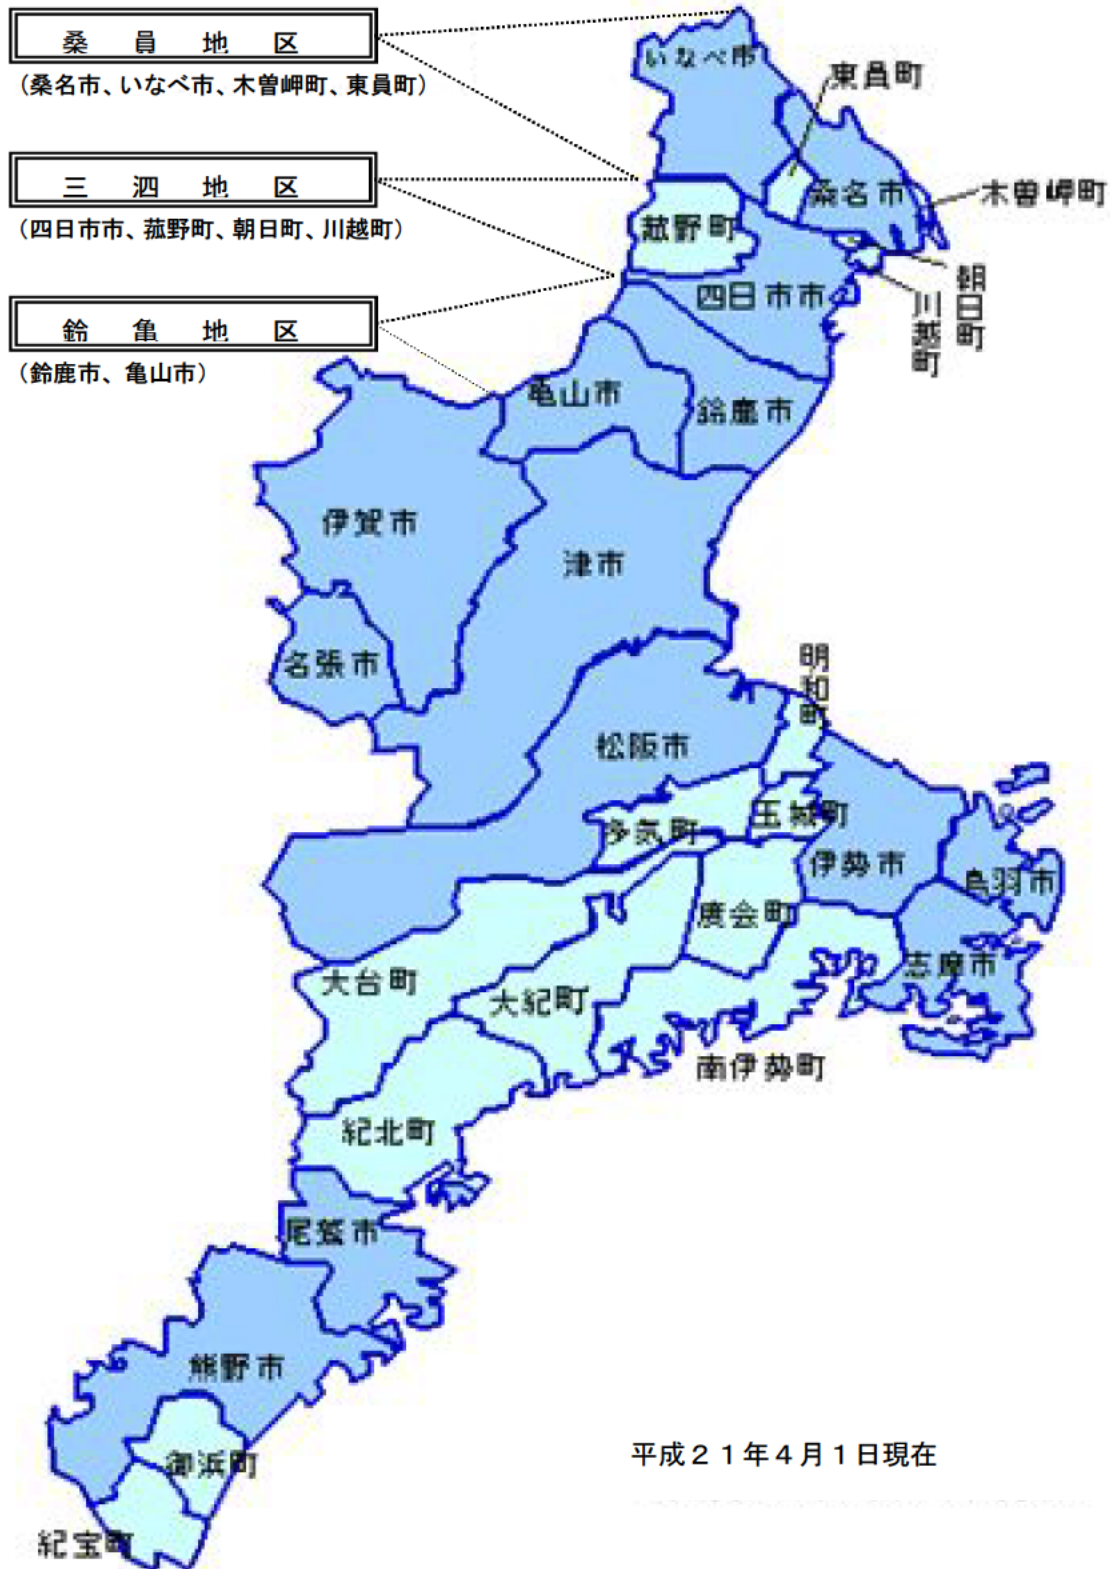 桑員地区
（桑名市、いなべ市、木曽岬町、東員町）
三泗地区
（四日市市、菰野町、朝日町、川越町）
鈴亀地区
（鈴鹿市、亀山市）
いなべ市
東員町
桑名市
木曽岬町
菰野町
四日市市
朝日町
川越町
亀山市
鈴鹿市
伊賀市
津市
名張市
明和町
松阪市
多気町
玉城町
伊勢市
鳥羽市
度会町
志摩市
大台町
大紀町
南伊勢町
紀北町
尾鷲市
熊野市
御浜町
紀宝町
平成２１年４月１日現在